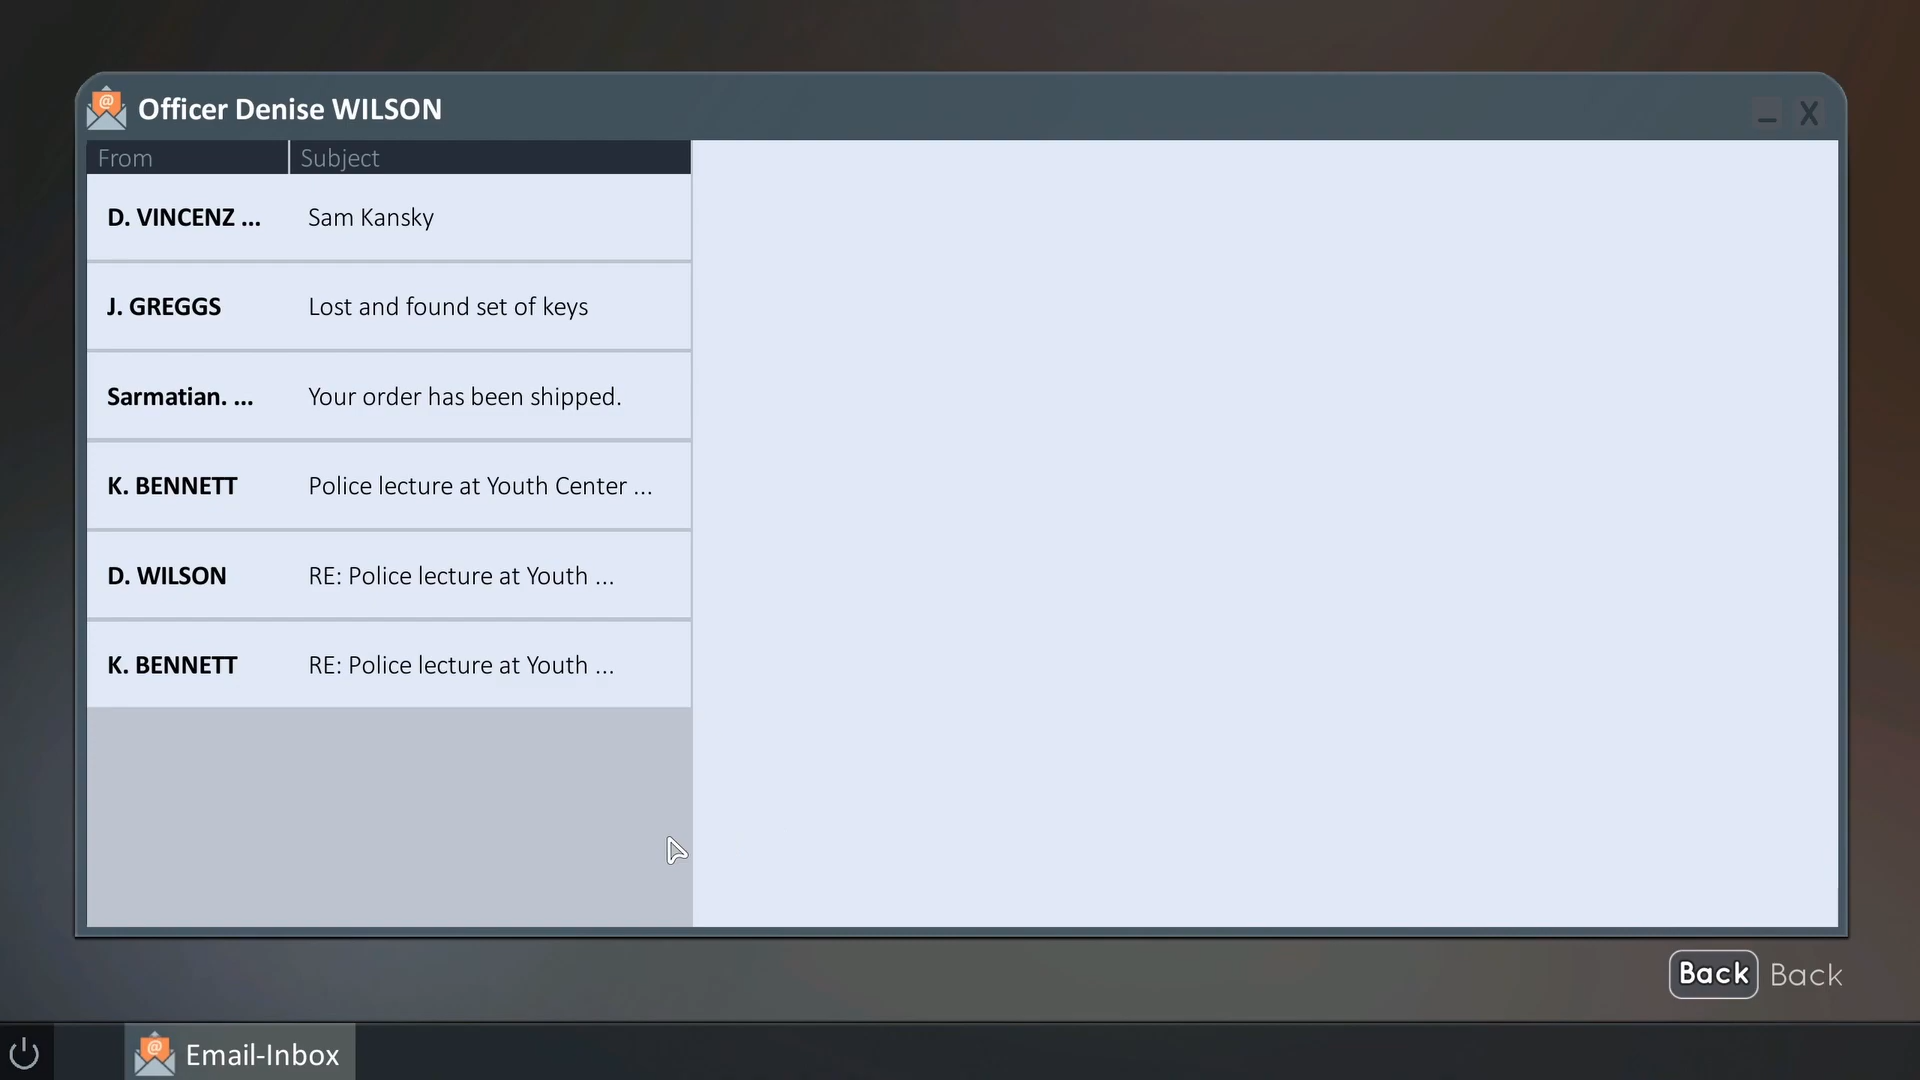 Officer Denise WILSON
X
From Subject
D. VINCENZ ... Sam Kansky
J. GREGGS Lost and found set of keys
Sarmatian. ... Your order has been shipped.
K. BENNETT Police lecture at Youth Center ...
D. WILSON RE: Police lecture at Youth ...
K. BENNETT RE: Police lecture at Youth ...
Back Back
Email-Inbox